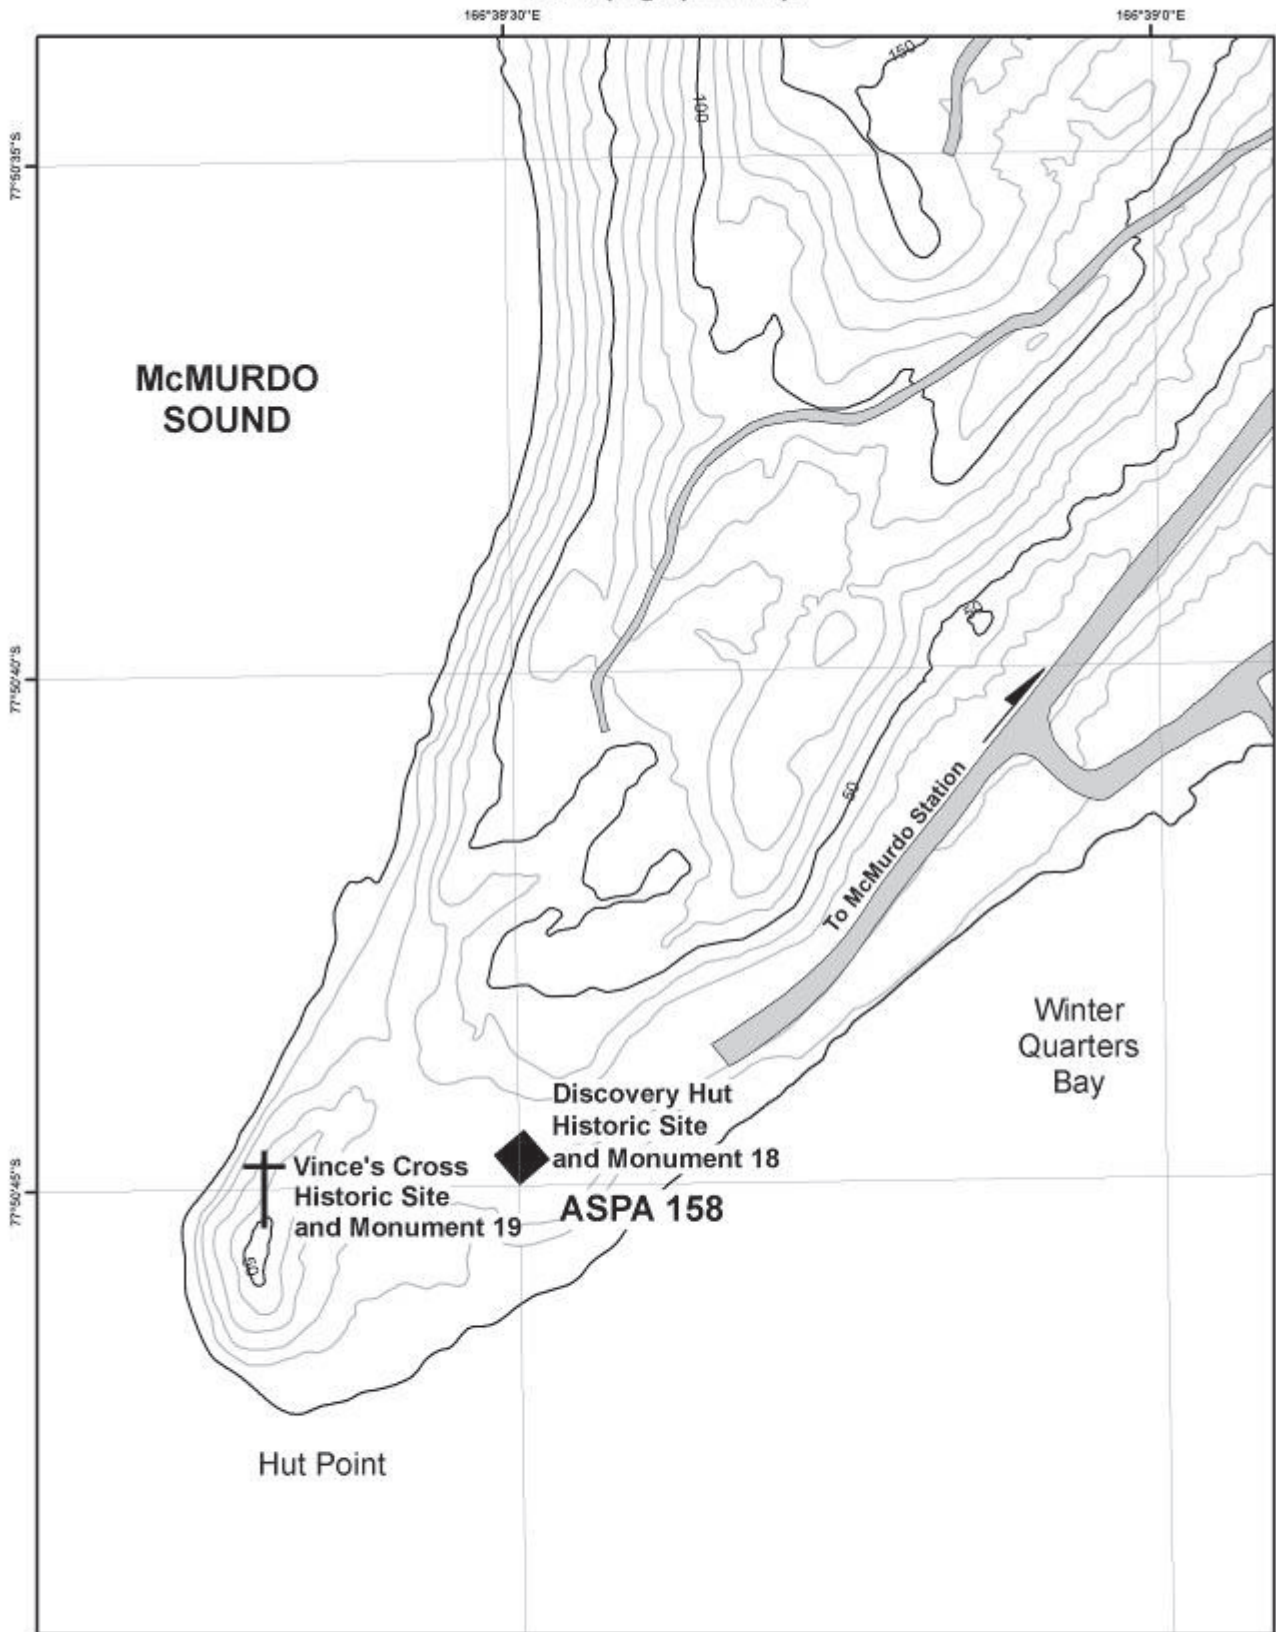 166°38'30"E
166°39'0"E
150
100
77°50'35"S
McMURDO
SOUND
50
77°50'40"S
50
To McMurdo Station
Winter
Quarters
Bay
Discovery Hut
Historic Site
and Monument 18
ASPA 158
Vince's Cross
Historic Site
and Monument 19
77°50'45"S
50
Hut Point